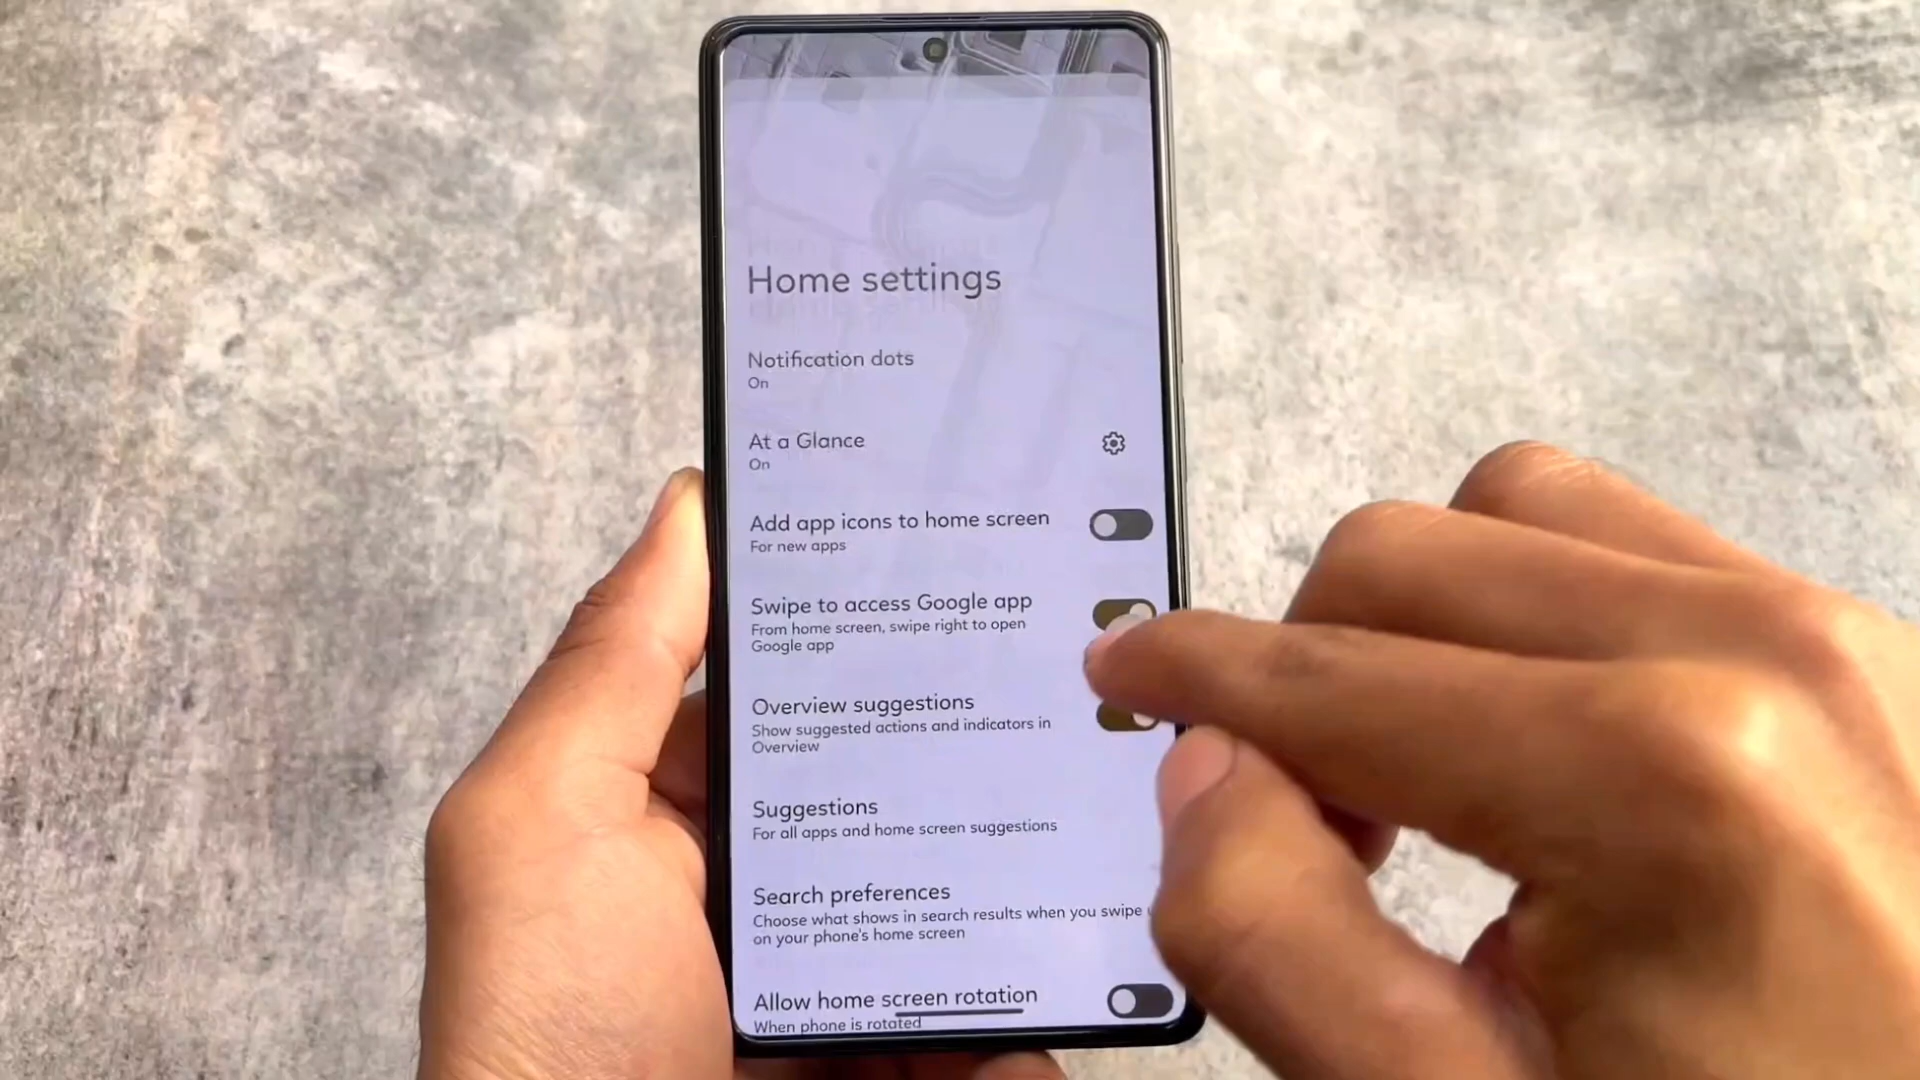 Home settings
Notification dots
On
At a Glance
On
Add app icons to home screen
For new apps
Swipe to access Google app
From home screen, swipe right to open
Google app
Overview suggestions
Show suggested actions and indicators in
Overview
Suggestions
For all apps and home screen suggestions
Search preferences
Choose what shows in search results when you swipe
on your phone's home screen
Allow home screen rotation
When phone is rotated